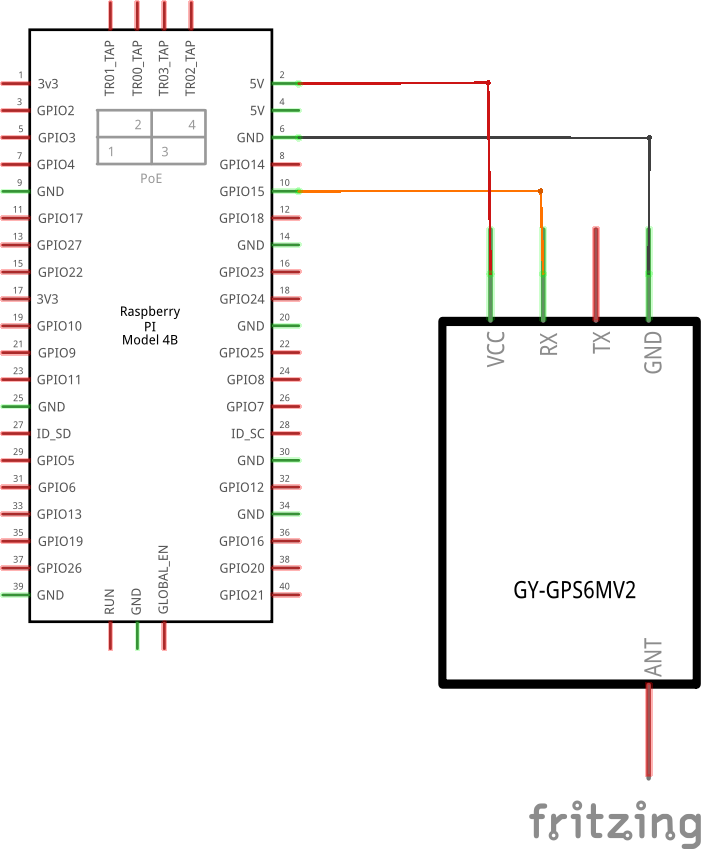 TR01_TAP
TR00_TAP
TR03_TAP
TR02_TAP
1 3v3 5V 2
3 GPIO2 5V 4
5 GPIO3 GND 6
7 GPIO4 GPIO14 8
9 GND GPIO15 10
11 GPIO17 GPIO18 12
13 GPIO27 GND 14
15 GPIO22 GPIO23 16
17 3V3 GPIO24 18
19 GPIO10 GND 20
21 GPIO9 GPIO25 22
23 GPIO11 GPIO8 24
25 GND GPIO7 26
27 ID_SD ID_SC 28
29 GPIO5 GND 30
31 GPIO6 GPIO12 32
33 GPIO13 GND 34
35 GPIO19 GPIO16 36
37 GPIO26 GPIO20 38
39 GND GPIO21 40
2 4
1 3
PoE
Raspberry
PI
Model 4B
RUN
GND
GLOBAL_EN
VCC
RX
TX
GND
GY-GPS6MV2
ANT
fritzing